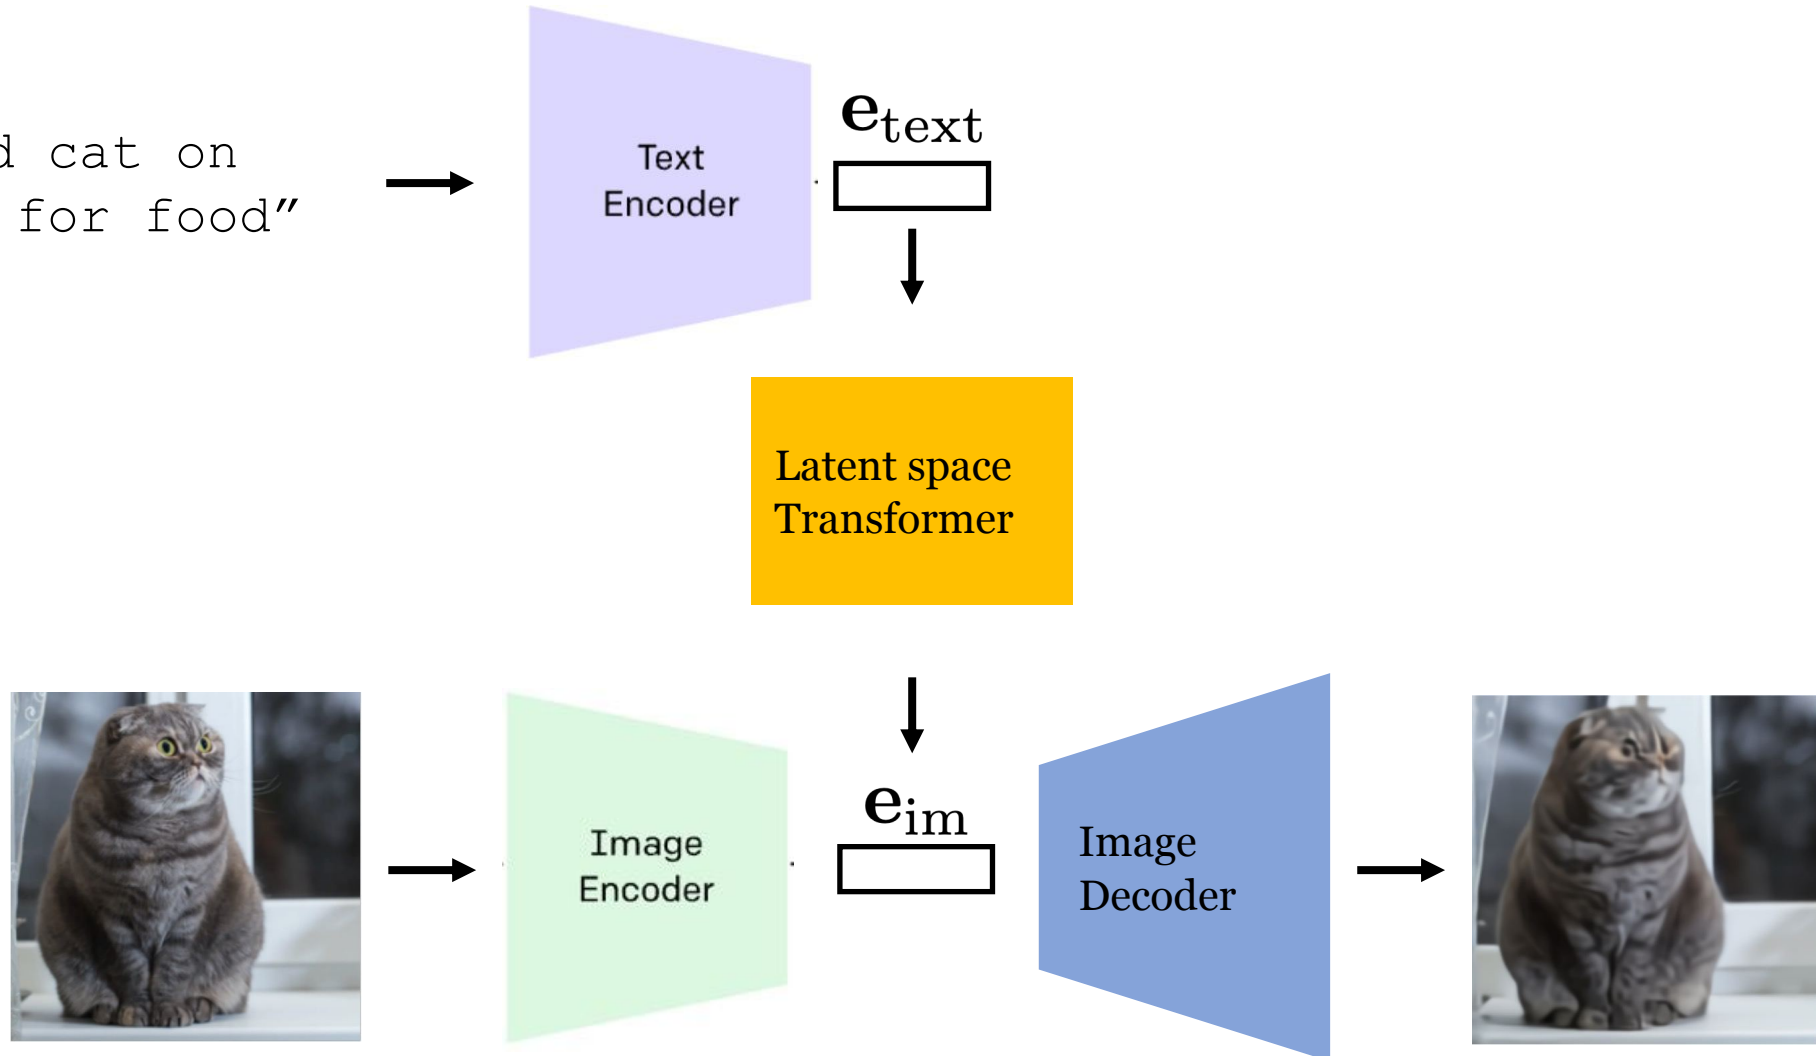 cat on
for food”
Text
Encoder
e_text
Latent space
Transformer
Image
Encoder
e_im
Image
Decoder